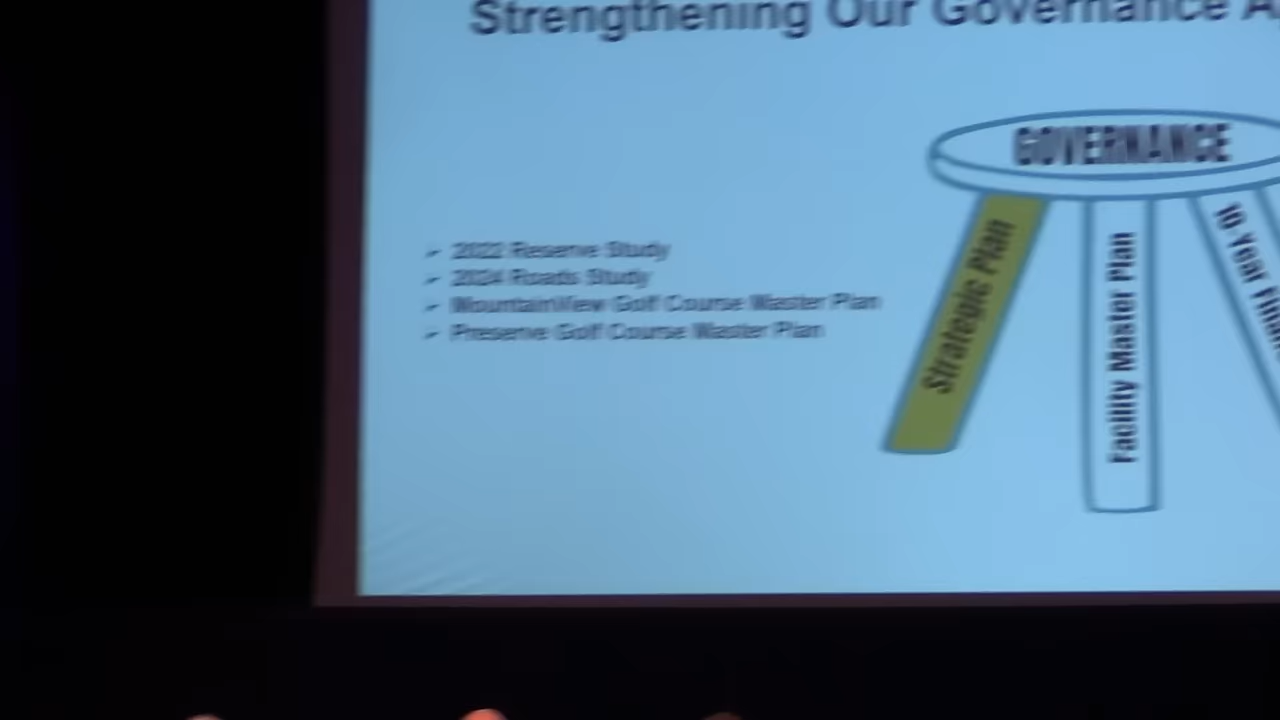 Strengthening Our Governance
GOVERNANCE
2022 Reserve Study
2024 Roads Study
MountainView Golf Course Master Plan
Preserve Golf Course Master Plan
Strategic Plan
Facility Master Plan
10 Year